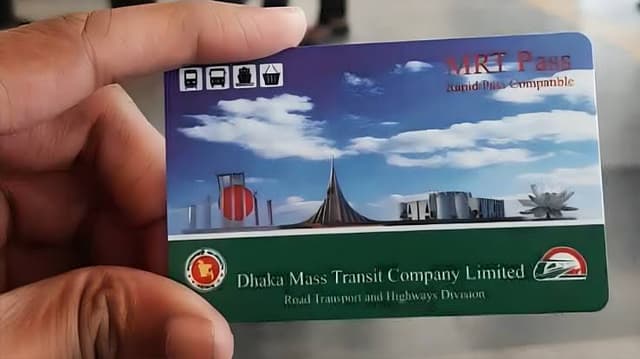 MRT Pass
Rapid Pass Compatible
Dhaka Mass Transit Company Limited
Road Transport and Highways Division